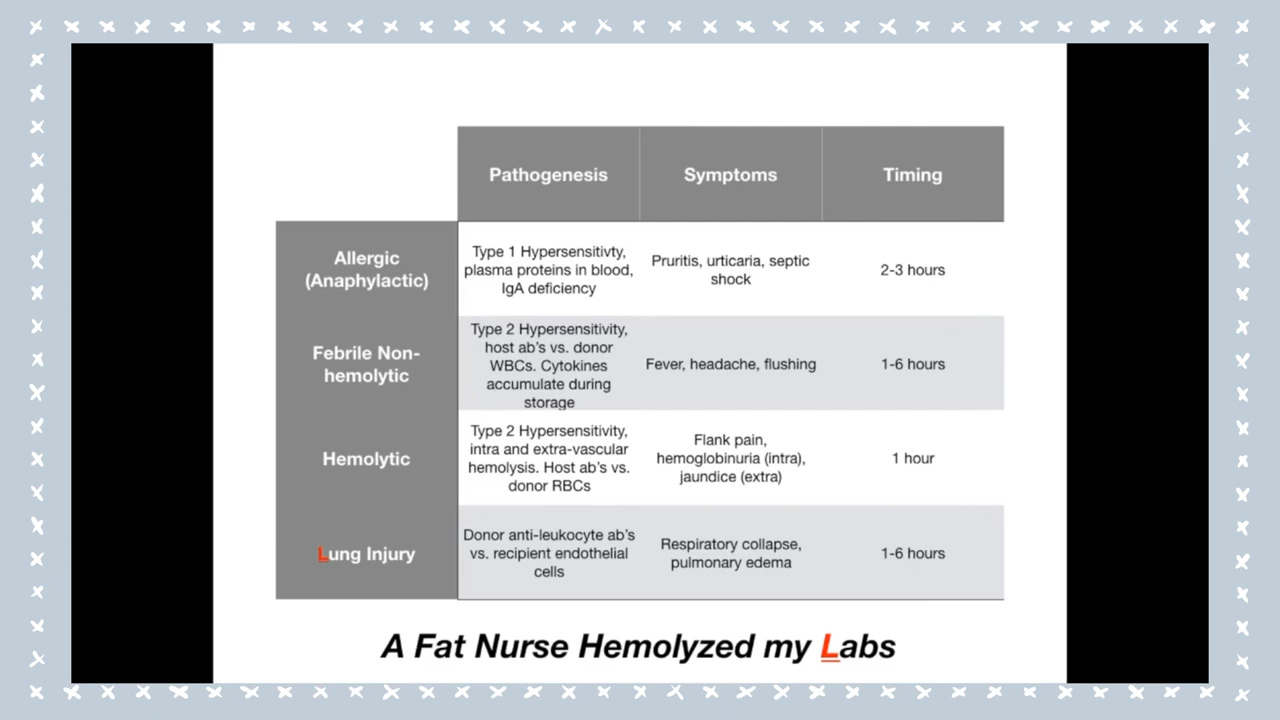 Pathogenesis Symptoms Timing
Allergic
(Anaphylactic)
Type 1 Hypersensitivty,
plasma proteins in blood,
IgA deficiency
Pruritis, urticaria, septic
shock
2-3 hours
Febrile Non-
hemolytic
Type 2 Hypersensitivity,
host ab's vs. donor
WBCs. Cytokines
accumulate during
storage
Fever, headache, flushing
1-6 hours
Hemolytic
Type 2 Hypersensitivity,
intra and extra-vascular
hemolysis. Host ab's vs.
donor RBCs
Flank pain,
hemoglobinuria (intra),
jaundice (extra)
1 hour
Lung Injury
Donor anti-leukocyte ab's
vs. recipient endothelial
cells
Respiratory collapse,
pulmonary edema
1-6 hours
A Fat Nurse Hemolyzed my Labs